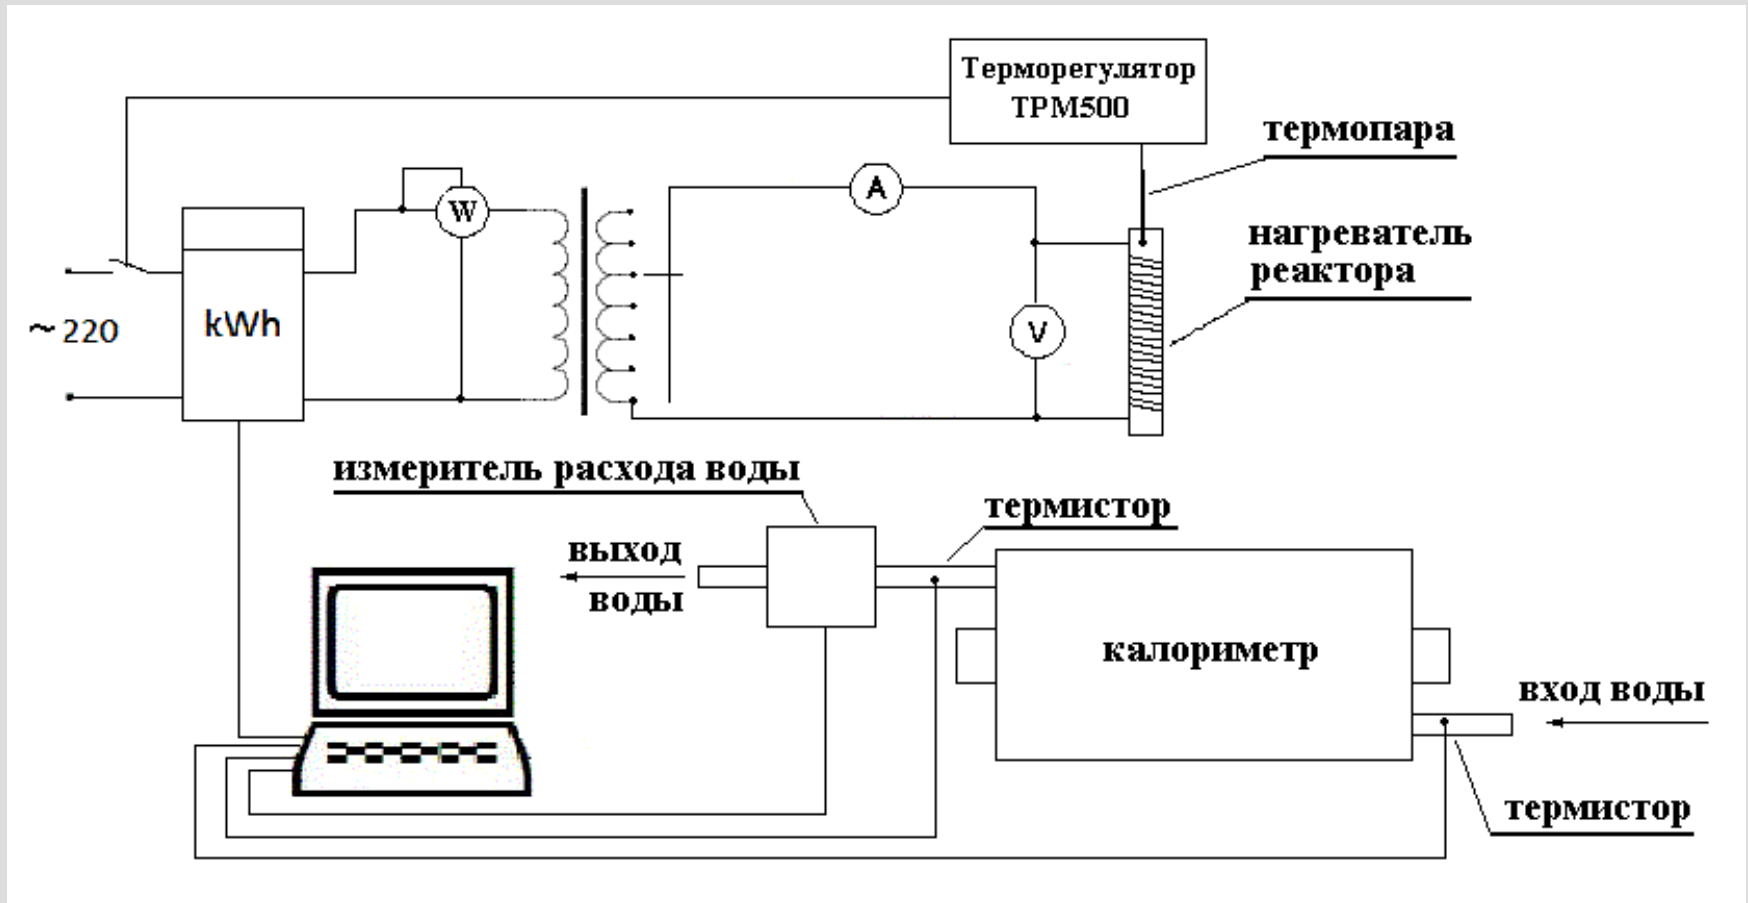 Терморегулятор
ТРМ500
термопара
W
A
нагреватель
реактора
kWh
~ 220
V
измеритель расхода воды
термистор
выход
воды
калориметр
вход воды
термистор